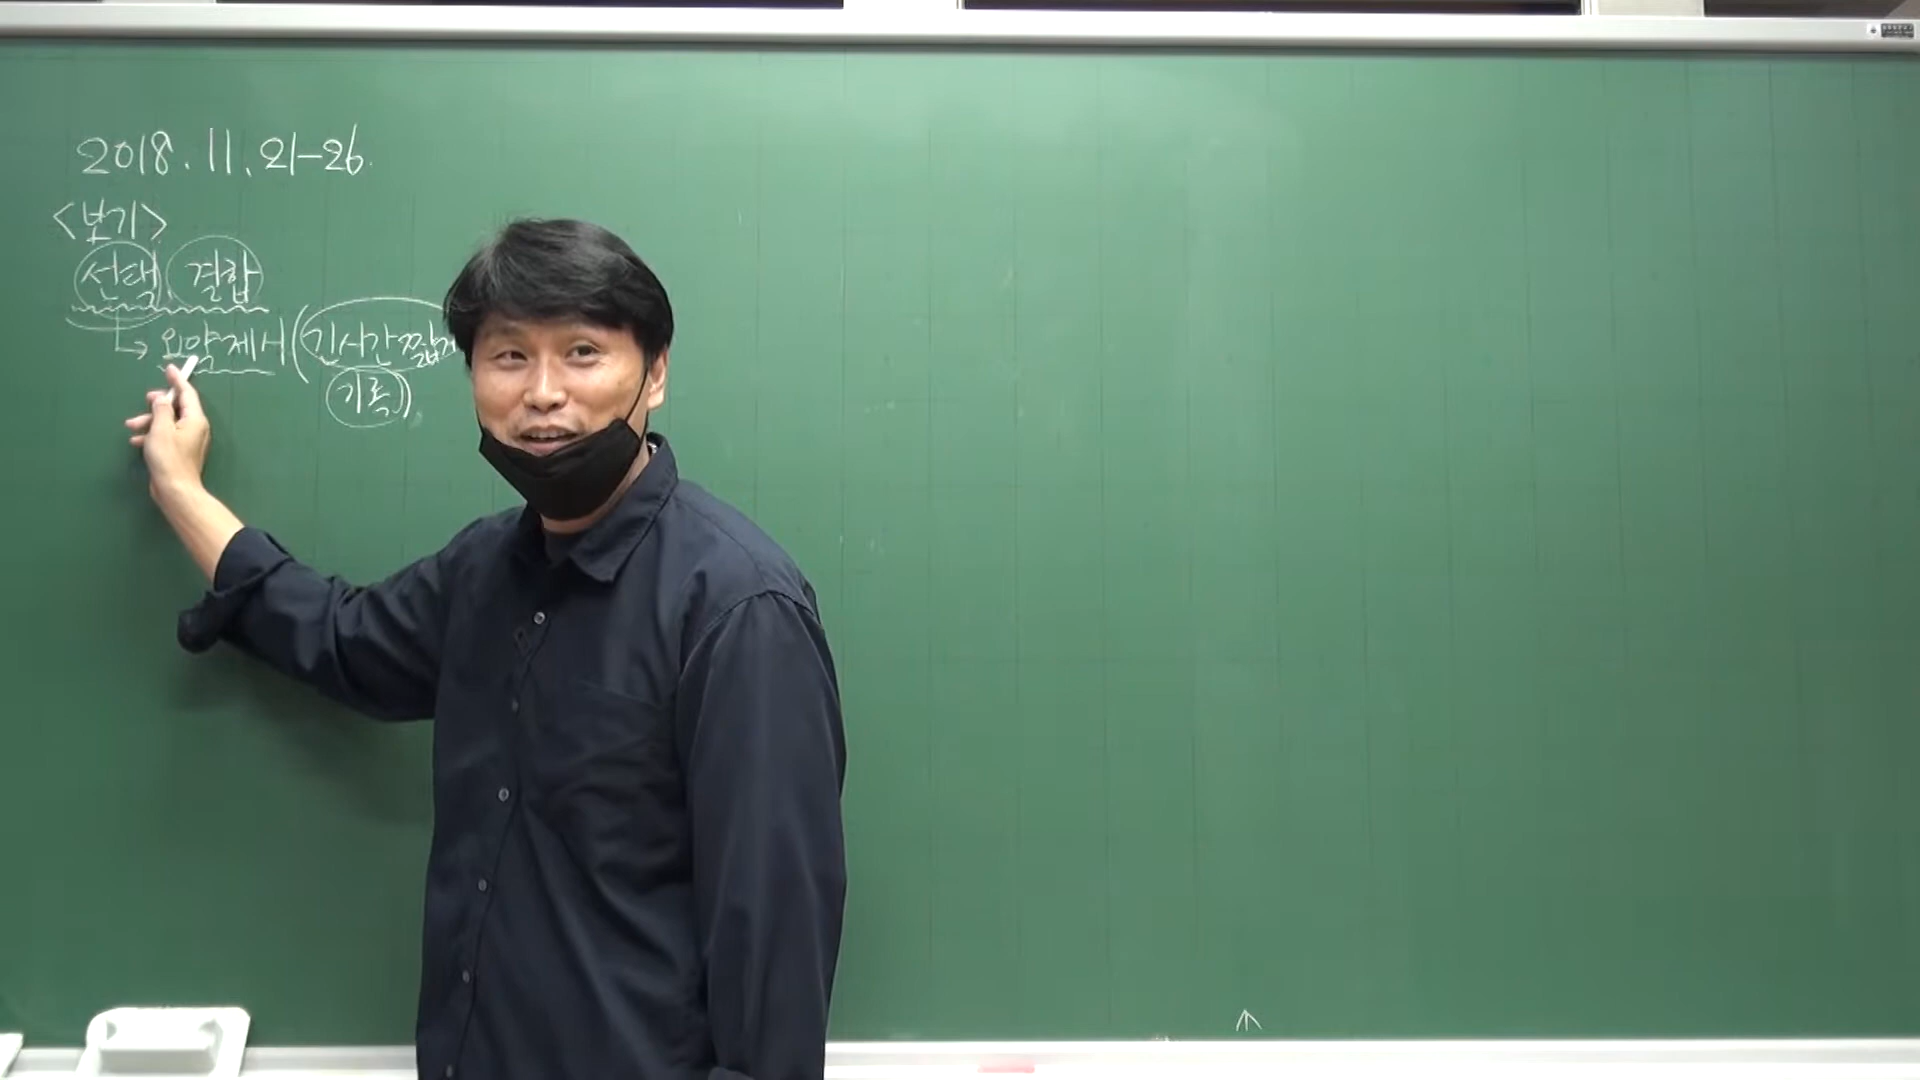 2018. 11. 21-26.
<보기>
선택, 결합
↳ 요약제시(긴시간 짧게
기록).